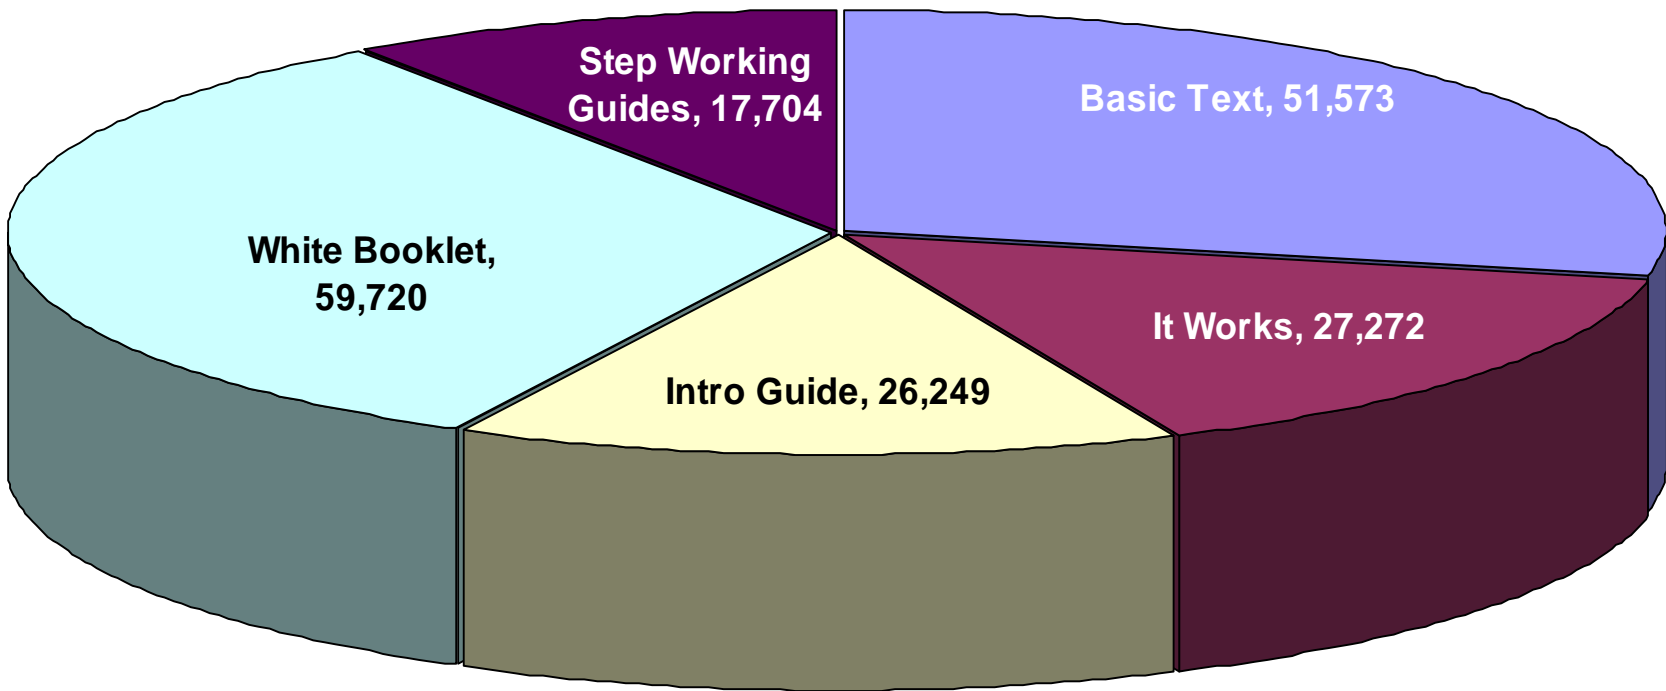 Step Working
Guides, 17,704
Basic Text, 51,573
White Booklet,
59,720
It Works, 27,272
Intro Guide, 26,249